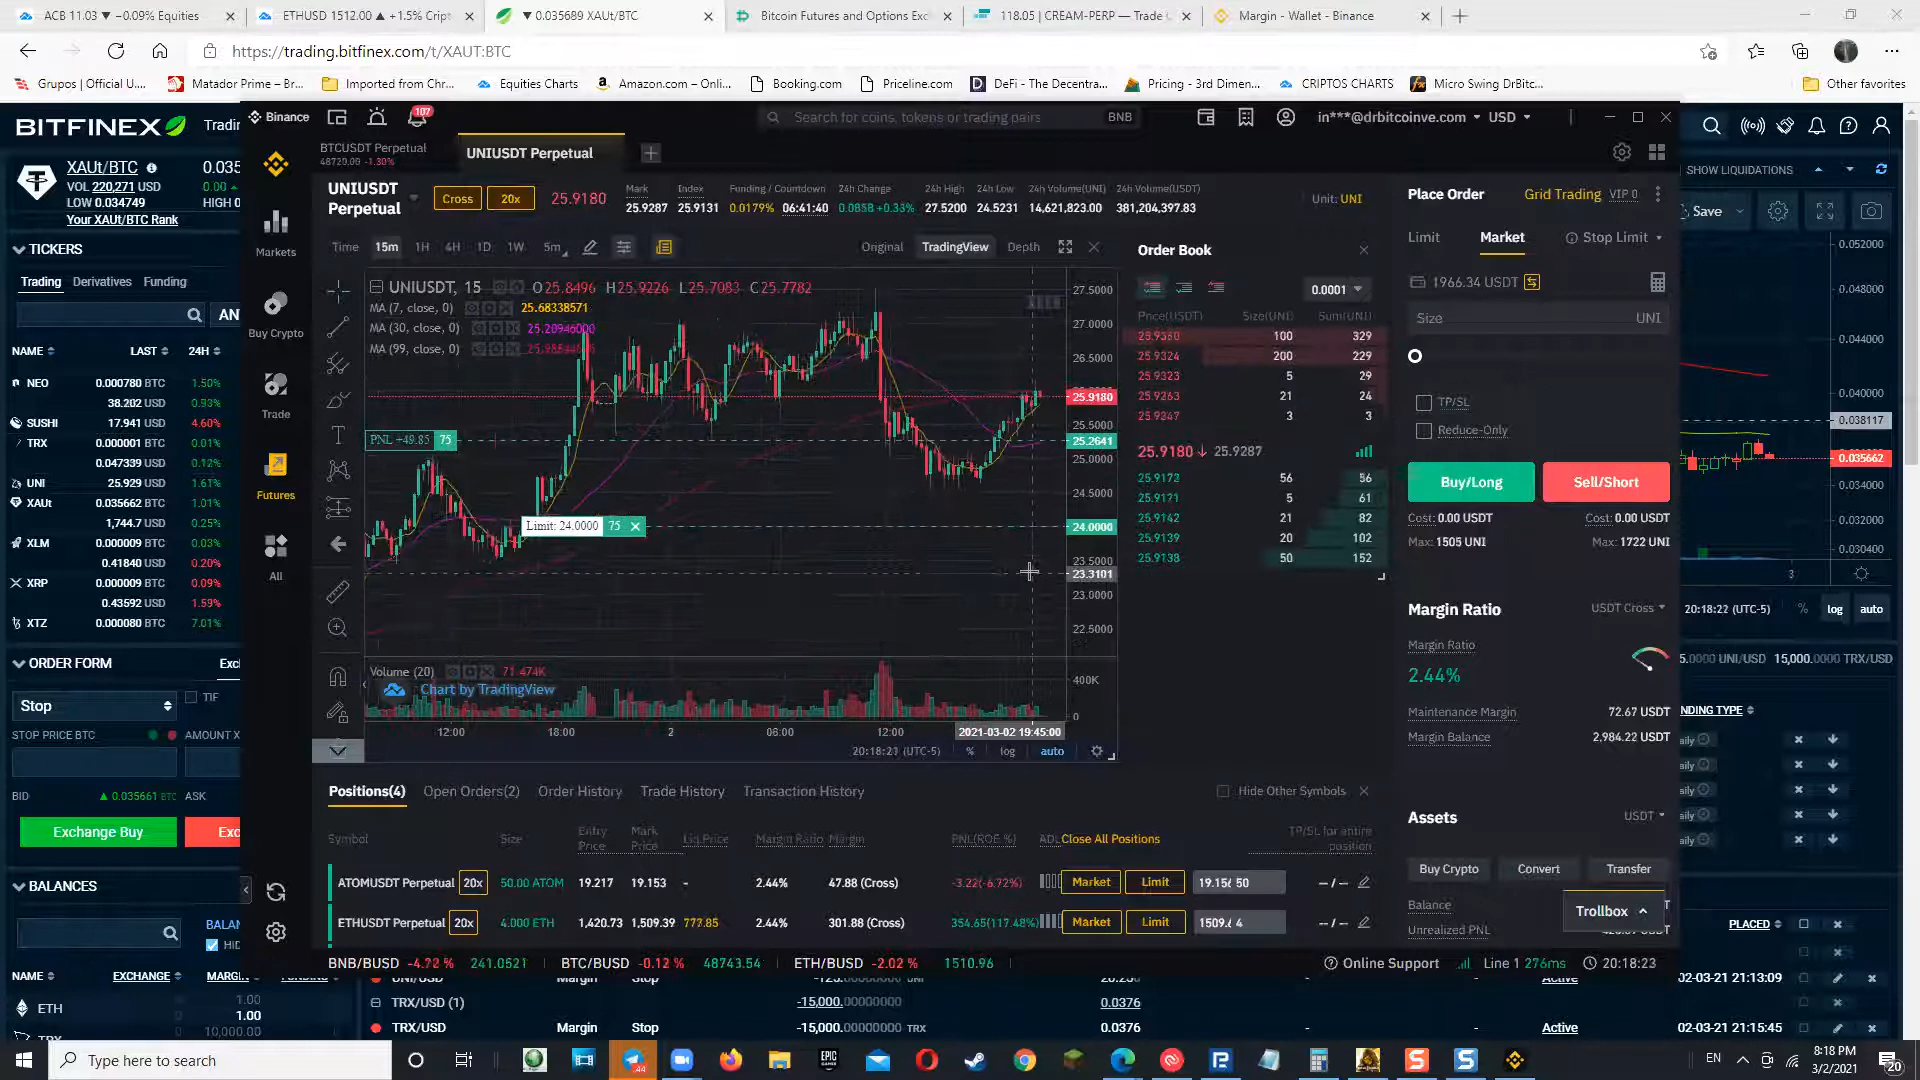 ACB 11.03 ▼ −0.09% Equities
ETHUSD 1512.00 ▲ +1.5% Cript
▼ 0.035689 XAUt/BTC
Bitcoin Futures and Options Exc
118.05 | CREAM-PERP — Trade
Margin - Wallet - Binance
https://trading.bitfinex.com/t/XAUT:BTC
Grupos | Official U....
Matador Prime – Br...
Imported from Chr...
Equities Charts
Amazon.com – Onli...
Booking.com
Priceline.com
DeFi - The Decentra...
Pricing - 3rd Dimen...
CRIPTOS CHARTS
Micro Swing DrBitc...
Other favorites
BITFINEX
Binance
107
Search for coins, tokens or trading pairs
BNB
in***@drbitcoinve.com
USD
XAUt/BTC
0.035
VOL 220,271 USD
0.00
LOW 0.034749
HIGH 0
Your XAUt/BTC Rank
TICKERS
Trading Derivatives Funding
NAME LAST 24H
NEO 0.000780 BTC 1.50%
38.202 USD 0.93%
SUSHI 17.941 USD 4.60%
TRX 0.000001 BTC 0.01%
0.047339 USD 0.12%
UNI 25.929 USD 1.61%
XAUt 0.035662 BTC 1.01%
1,744.7 USD 0.25%
XLM 0.000009 BTC 0.03%
0.41840 USD 0.20%
XRP 0.000009 BTC 0.09%
0.43592 USD 1.59%
XTZ 0.000080 BTC 7.01%
ORDER FORM
Stop
TIF
STOP PRICE BTC
AMOUNT X
BID 0.035661 BTC ASK
Exchange Buy
BALANCES
NAME EXCHANGE
ETH 1.00
1.00
Markets
Buy Crypto
Trade
Futures
All
BTCUSDT Perpetual
48720.00 -1.30%
UNIUSDT Perpetual
UNIUSDT Perpetual
Cross 20x 25.9180
Mark 25.9287
Index 25.9131
Funding / Countdown 0.0179% 06:41:40
24h Change 0.0858 +0.33%
24h High 27.5200
24h Low 24.5231
24h Volume(UNI) 14,621,823.00
24h Volume(USDT) 381,204,397.83
Unit: UNI
Time 15m 1H 4H 1D 1W 5m
Original TradingView Depth
UNIUSDT, 15 O25.8496 H25.9226 L25.7083 C25.7782
MA (7, close, 0) 25.68338571
MA (30, close, 0) 25.20946000
MA (99, close, 0)
27.5000
27.0000
26.5000
25.9180
25.5000
25.2641
25.0000
24.5000
24.0000
23.5000
23.3101
23.0000
22.5000
PNL +49.85 75
Limit: 24.0000 75
Volume (20) 71.474K
Chart by TradingView
400K
0
12:00 18:00 2 06:00 12:00 2021-03-02 19:45:00
20:18:21 (UTC-5) % log auto
Order Book
0.0001
Price(USDT) Size(UNI) Sum(UNI)
100 329
25.9324 200 229
25.9323 5 29
25.9263 21 24
3 3
25.9180 25.9287
25.9172 56 56
5 61
25.9142 21 82
25.9139 20 102
25.9138 50 152
Place Order Grid Trading VIP 0
Limit Market Stop Limit
1966.34 USDT
Size UNI
TP/SL
Reduce-Only
Buy/Long Sell/Short
Cost: 0.00 USDT Cost: 0.00 USDT
Max: 1505 UNI Max: 1722 UNI
Margin Ratio USDT Cross
Margin Ratio
2.44%
Maintenance Margin 72.67 USDT
Margin Balance 2,984.22 USDT
Assets USDT
Buy Crypto Convert Transfer
Balance
Unrealized PNL
Trollbox
Positions(4) Open Orders(2) Order History Trade History Transaction History
Hide Other Symbols
Symbol Size Entry Price Mark Price Liq.Price Margin Ratio Margin PNL(ROE %) ADL Close All Positions TP/SL for entire position
ATOMUSDT Perpetual 20x 50.00 ATOM 19.217 19.153 - 2.44% 47.88 (Cross) -3.22(-6.72%) Market Limit 19.156 50 -- / --
ETHUSDT Perpetual 20x 4.000 ETH 1,420.73 1,509.39 777.85 2.44% 301.88 (Cross) 354.65(117.48%) Market Limit 1509.6 4 -- / --
BNB/BUSD -4.72 % 241.0521
BTC/BUSD -0.12 % 48743.54
ETH/BUSD -2.02 % 1510.96
Online Support Line 1 276ms 20:18:23
SHOW LIQUIDATIONS
Save
0.052000
0.048000
0.044000
0.040000
0.038117
0.035662
0.034000
0.032000
0.030400
3
20:18:22 (UTC-5) % log auto
UNI/USD 15,000.0000 TRX/USD
PLACED
Margin Stop
Active 02-03-21 21:13:09
TRX/USD (1) -15,000.00000000 0.0376
TRX/USD Margin Stop -15,000.00000000 TRX 0.0376 - - Active 02-03-21 21:15:45
Type here to search
44
EPIC GAMES
EN
8:18 PM
3/2/2021
20